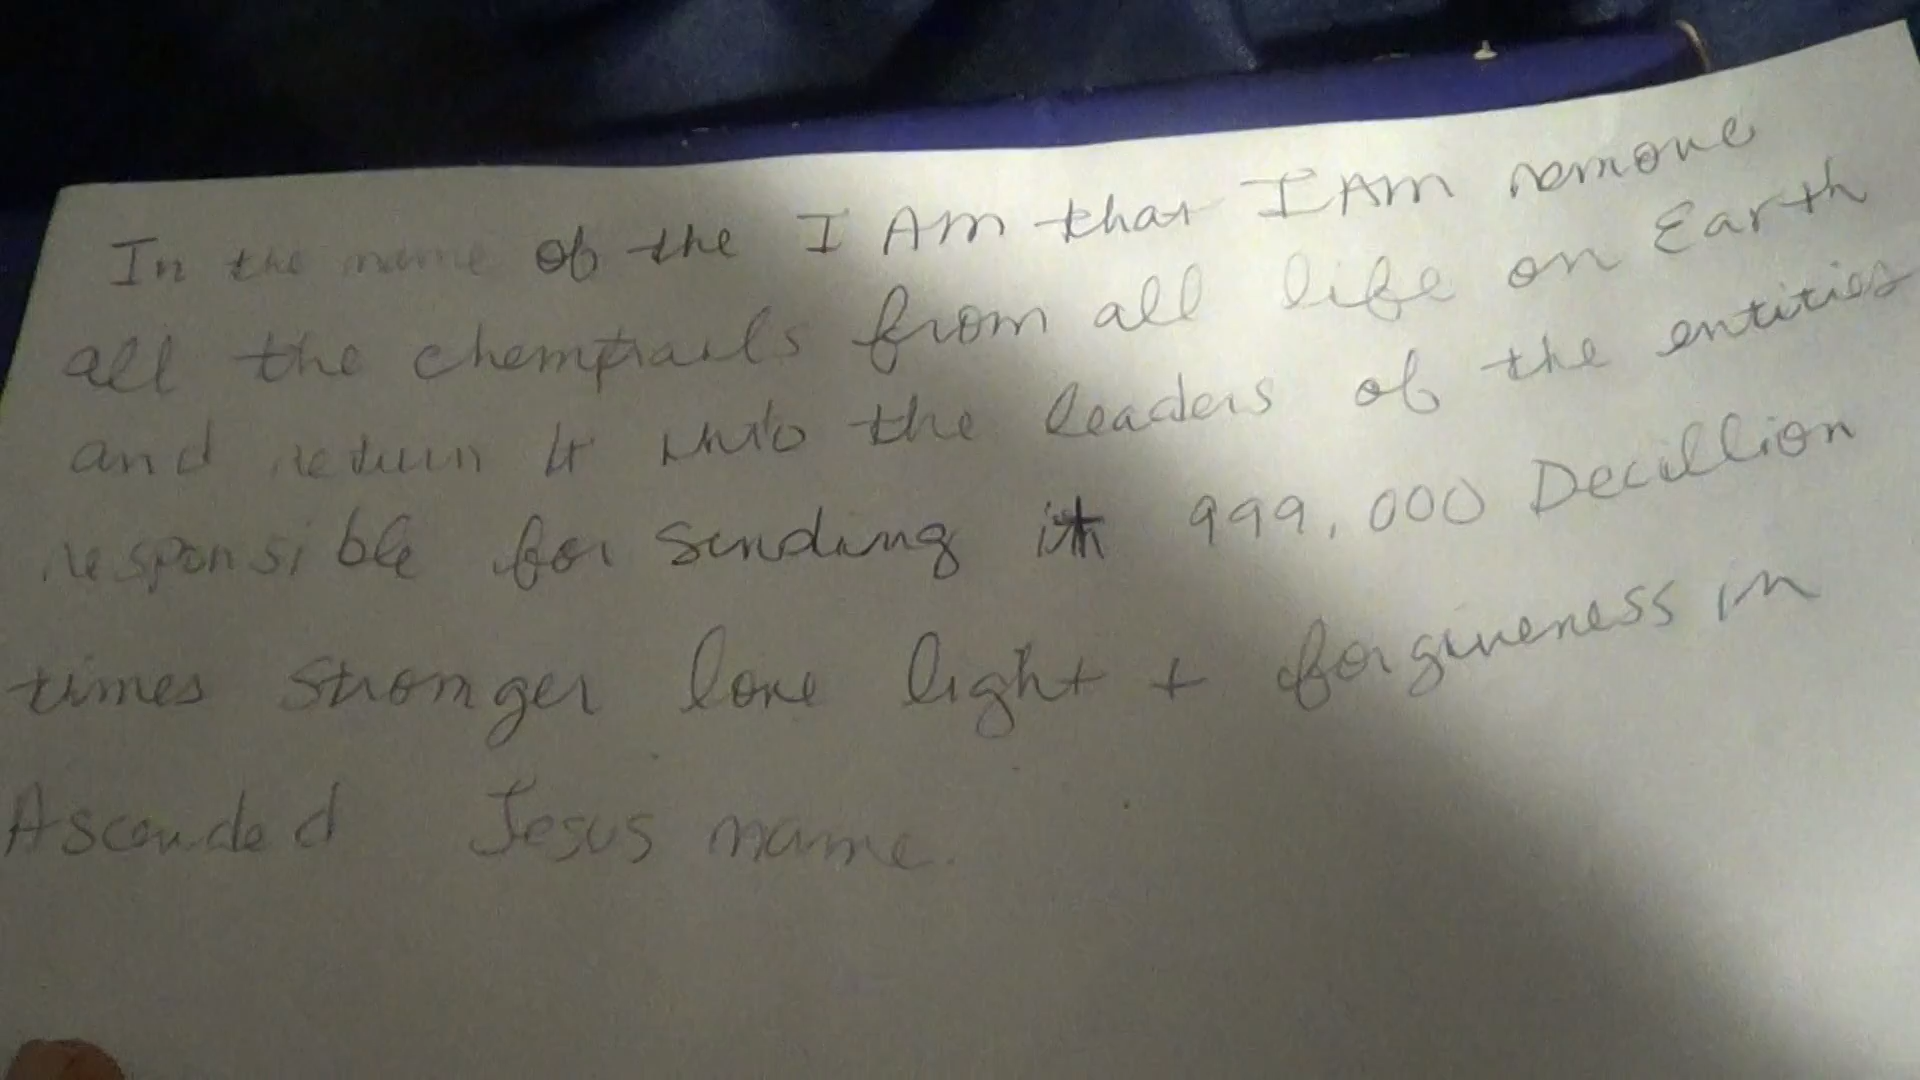 In the name of the I Am that I AM remove
all the chemtrails from all life on Earth
and return it unto the leaders of the entities
responsible for sending it 999,000 Decillion
times stronger love light + forgiveness in
Ascended Jesus name.